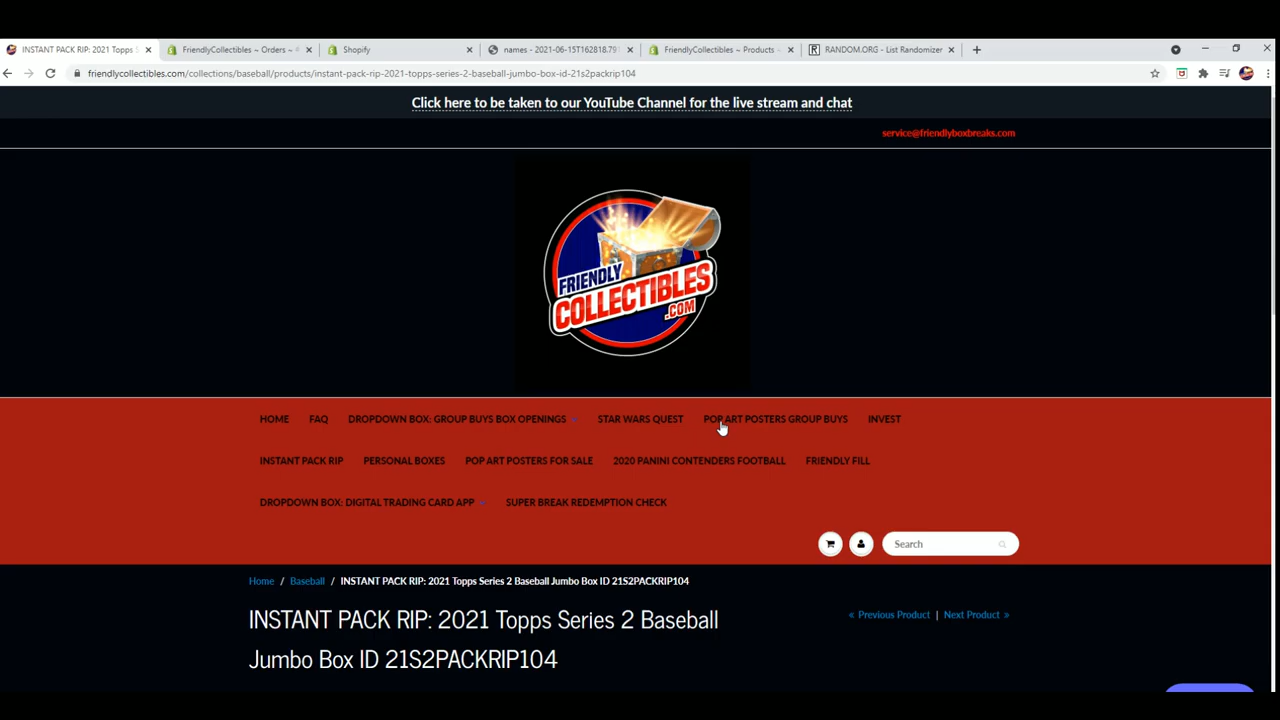 INSTANT PACK RIP: 2021 Topps S
FriendlyCollectibles ~ Orders ~
Shopify
names - 2021-06-15T162818.791
FriendlyCollectibles ~ Products ~
RANDOM.ORG - List Randomizer
friendlycollectibles.com/collections/baseball/products/instant-pack-rip-2021-topps-series-2-baseball-jumbo-box-id-21s2packrip104
Click here to be taken to our YouTube Channel for the live stream and chat
service@friendlyboxbreaks.com
FRIENDLY
COLLECTIBLES
.COM
HOME FAQ DROPDOWN BOX: GROUP BUYS BOX OPENINGS STAR WARS QUEST POP ART POSTERS GROUP BUYS INVEST
INSTANT PACK RIP PERSONAL BOXES POP ART POSTERS FOR SALE 2020 PANINI CONTENDERS FOOTBALL FRIENDLY FILL
DROPDOWN BOX: DIGITAL TRADING CARD APP SUPER BREAK REDEMPTION CHECK
Search
Home / Baseball / INSTANT PACK RIP: 2021 Topps Series 2 Baseball Jumbo Box ID 21S2PACKRIP104
INSTANT PACK RIP: 2021 Topps Series 2 Baseball
Jumbo Box ID 21S2PACKRIP104
« Previous Product | Next Product »